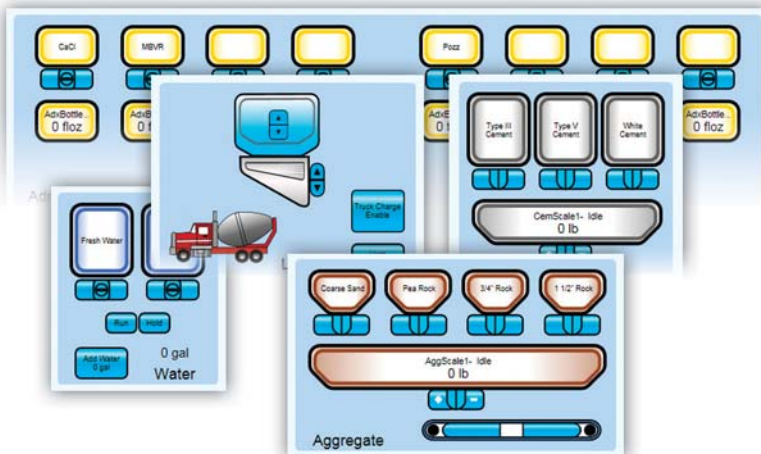 CaCl
MBVR
Pozz
AdxBottle...
0 floz
AdxBottle...
0 floz
Type III
Cement
Type V
Cement
White
Cement
CemScale1- Idle
0 lb
Truck Charge
Enable
Fresh Water
Run
Hold
Add Water
0 gal
0 gal
Water
Coarse Sand
Pea Rock
3/4" Rock
1 1/2" Rock
AggScale1- Idle
0 lb
Aggregate